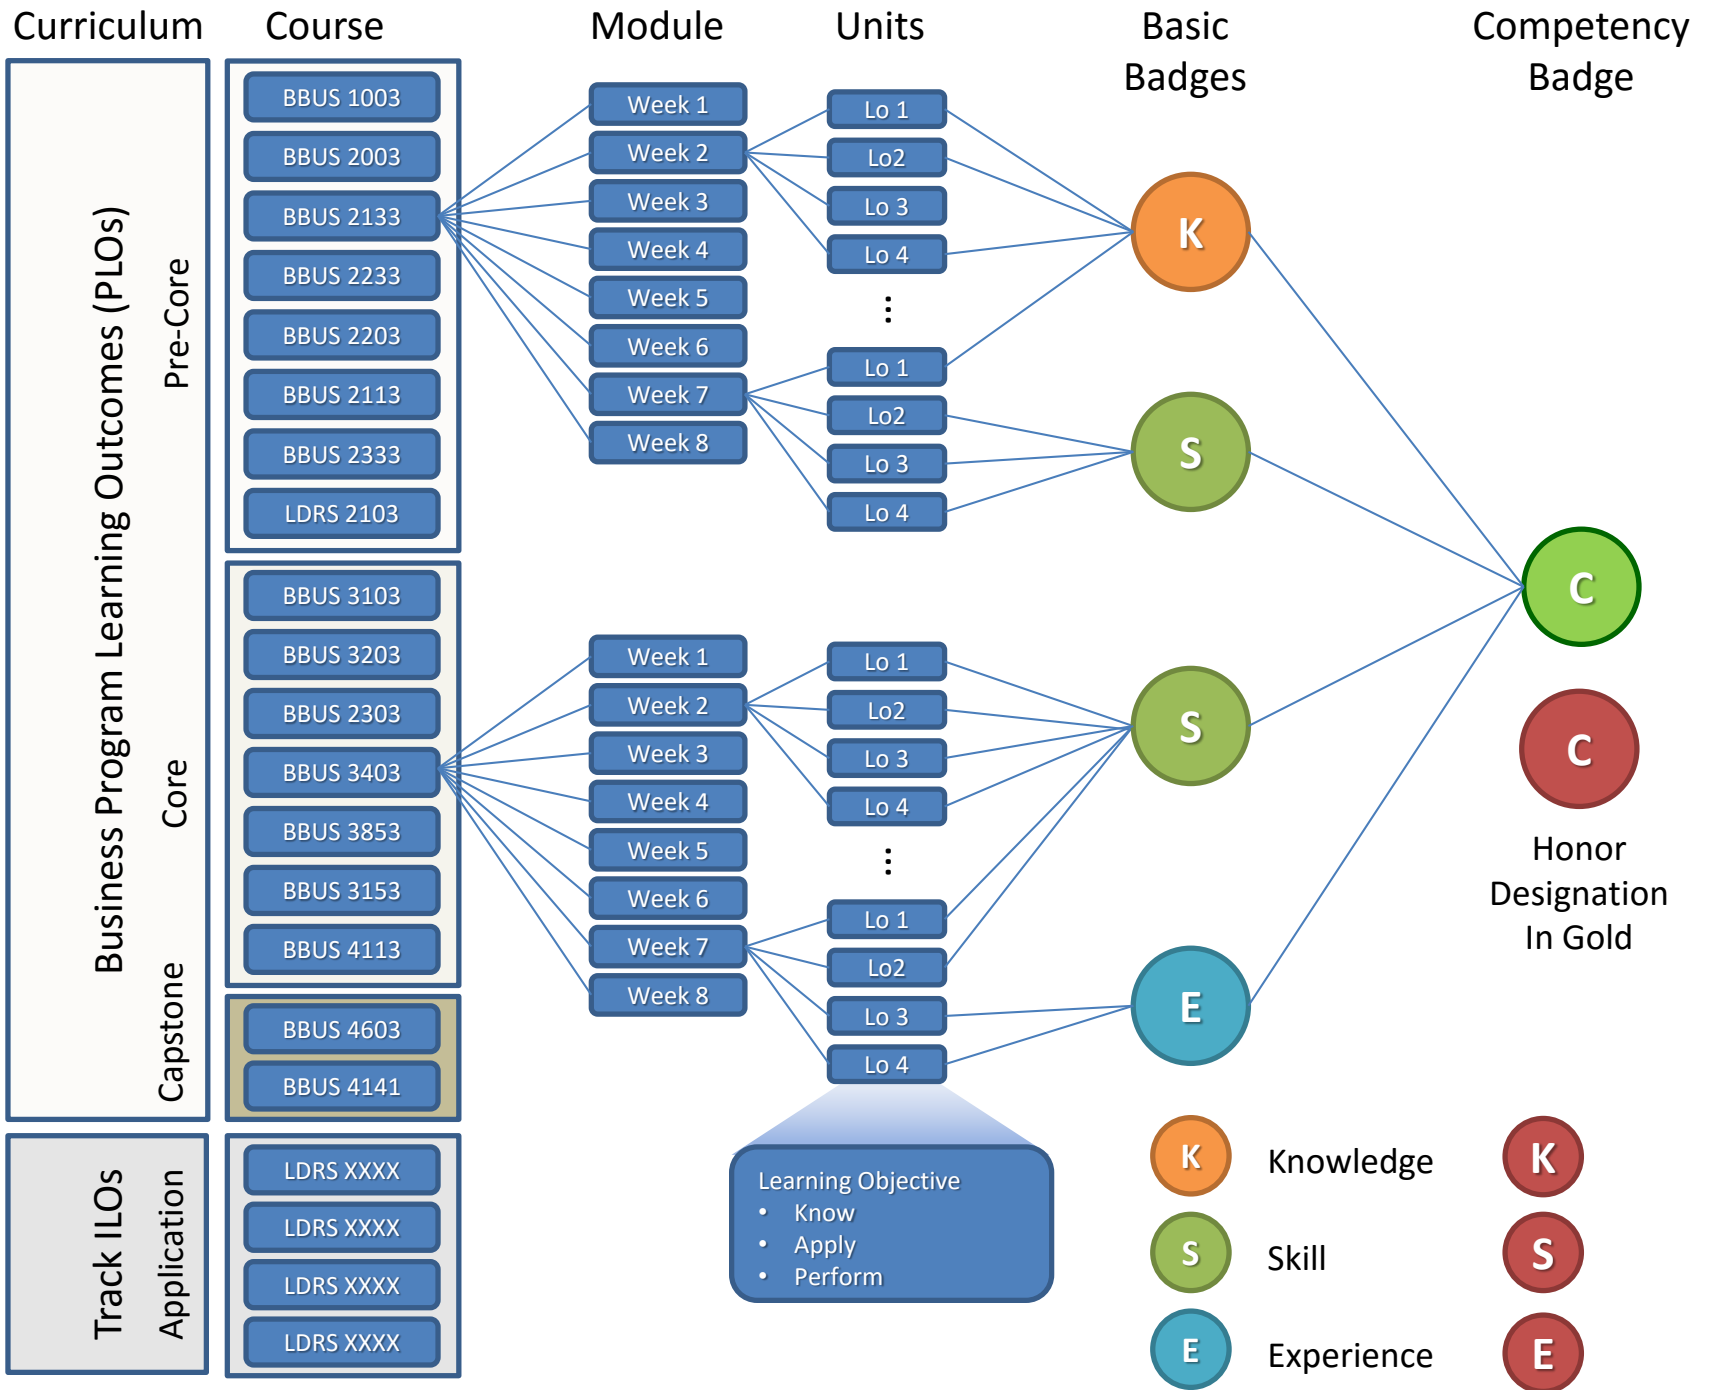 Curriculum
Course
Module
Units
Basic
Badges
Competency
Badge
Business Program Learning Outcomes (PLOs)
Pre-Core
Core
Capstone
Track ILOs
Application
BBUS 1003
BBUS 2003
BBUS 2133
BBUS 2233
BBUS 2203
BBUS 2113
BBUS 2333
LDRS 2103
BBUS 3103
BBUS 3203
BBUS 2303
BBUS 3403
BBUS 3853
BBUS 3153
BBUS 4113
BBUS 4603
BBUS 4141
LDRS XXXX
LDRS XXXX
LDRS XXXX
LDRS XXXX
Week 1
Week 2
Week 3
Week 4
Week 5
Week 6
Week 7
Week 8
Week 1
Week 2
Week 3
Week 4
Week 5
Week 6
Week 7
Week 8
Lo 1
Lo2
Lo 3
Lo 4
...
Lo 1
Lo2
Lo 3
Lo 4
Lo 1
Lo2
Lo 3
Lo 4
...
Lo 1
Lo2
Lo 3
Lo 4
Learning Objective
• Know
• Apply
• Perform
K
S
S
E
C
C
Honor
Designation
In Gold
K Knowledge K
S Skill S
E Experience E